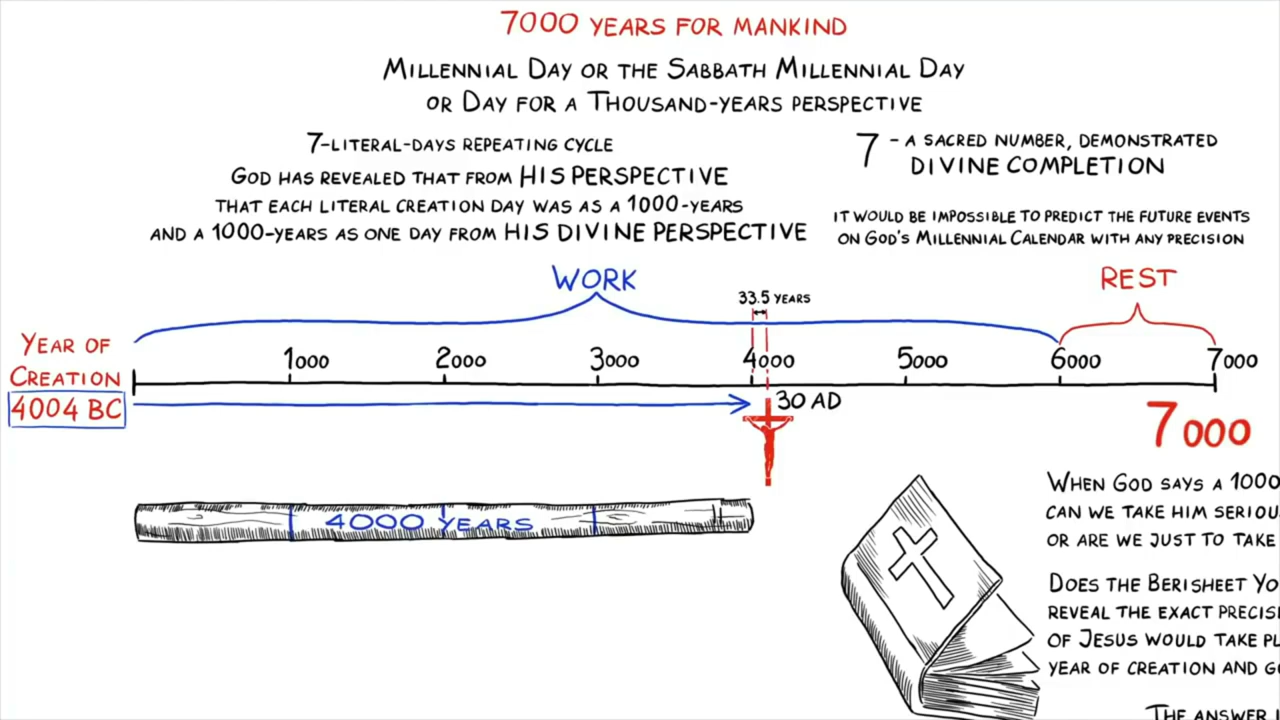 7000 YEARS FOR MANKIND
MILLENNIAL DAY OR THE SABBATH MILLENNIAL DAY
OR DAY FOR A THOUSAND-YEARS PERSPECTIVE
7-LITERAL-DAYS REPEATING CYCLE
GOD HAS REVEALED THAT FROM HIS PERSPECTIVE
THAT EACH LITERAL CREATION DAY WAS AS A 1000-YEARS
AND A 1000-YEARS AS ONE DAY FROM HIS DIVINE PERSPECTIVE
7 - A SACRED NUMBER, DEMONSTRATED
DIVINE COMPLETION
IT WOULD BE IMPOSSIBLE TO PREDICT THE FUTURE EVENTS
ON GOD'S MILLENNIAL CALENDAR WITH ANY PRECISION
WORK
REST
33.5 YEARS
YEAR OF
CREATION
4004 BC
1000 2000 3000 4000 5000 6000 7000
30 AD
7000
4000 YEARS
WHEN GOD SAYS A 1000
CAN WE TAKE HIM SERIOU
OR ARE WE JUST TO TAKE
DOES THE BERISHEET YO
REVEAL THE EXACT PRECISI
OF JESUS WOULD TAKE PL
YEAR OF CREATION AND G
THE ANSWER I